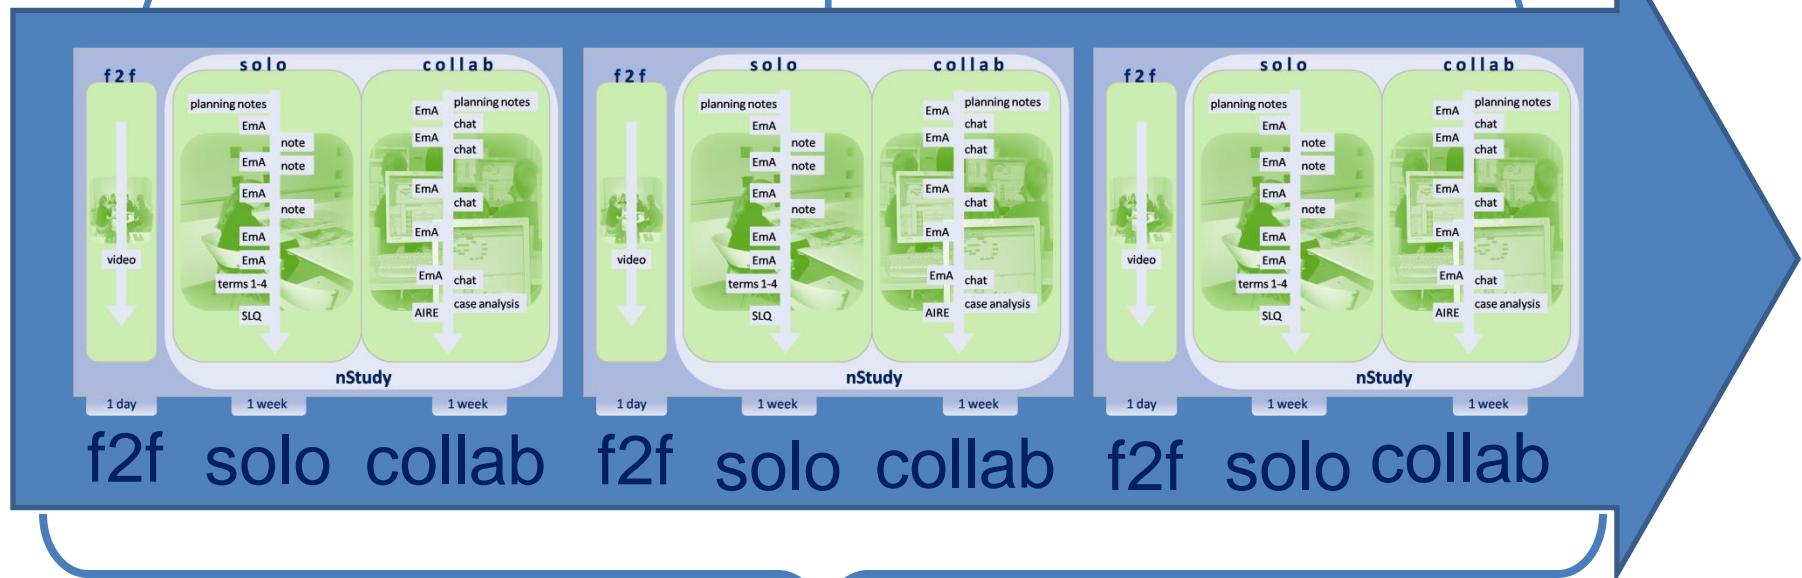 f2f
solo
collab
planning notes
EmA
note
EmA
note
EmA
note
EmA
EmA
terms 1-4
SLQ
video
EmA
planning notes
chat
EmA
chat
EmA
chat
EmA
EmA
chat
case analysis
AIRE
nStudy
1 day
1 week
1 week
f2f solo collab
f2f
solo
collab
planning notes
EmA
note
EmA
note
EmA
note
EmA
EmA
terms 1-4
SLQ
video
EmA
planning notes
chat
EmA
chat
EmA
chat
EmA
EmA
chat
case analysis
AIRE
nStudy
1 day
1 week
1 week
f2f solo collab
f2f
solo
collab
planning notes
EmA
note
EmA
note
EmA
note
EmA
EmA
terms 1-4
SLQ
video
EmA
planning notes
chat
EmA
chat
EmA
chat
EmA
EmA
chat
case analysis
AIRE
nStudy
1 day
1 week
1 week
f2f solo collab